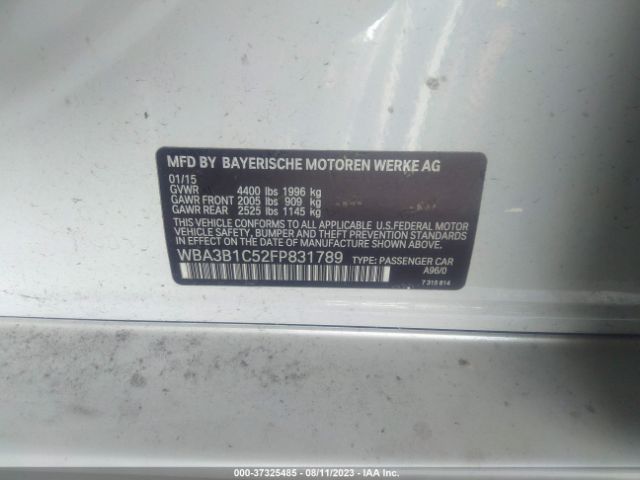 MFD BY BAYERISCHE MOTOREN WERKE AG
01/15
GVWR 4400 lbs 1996 kg
GAWR FRONT 2005 lbs 909 kg
GAWR REAR 2525 lbs 1145 kg
THIS VEHICLE CONFORMS TO ALL APPLICABLE U.S.FEDERAL MOTOR
VEHICLE SAFETY, BUMPER AND THEFT PREVENTION STANDARDS
IN EFFECT ON THE DATE OF MANUFACTURE SHOWN ABOVE.
WBA3B1C52FP831789 TYPE: PASSENGER CAR
A96/0
7 315 814
000-37325485 - 08/11/2023 - IAA Inc.